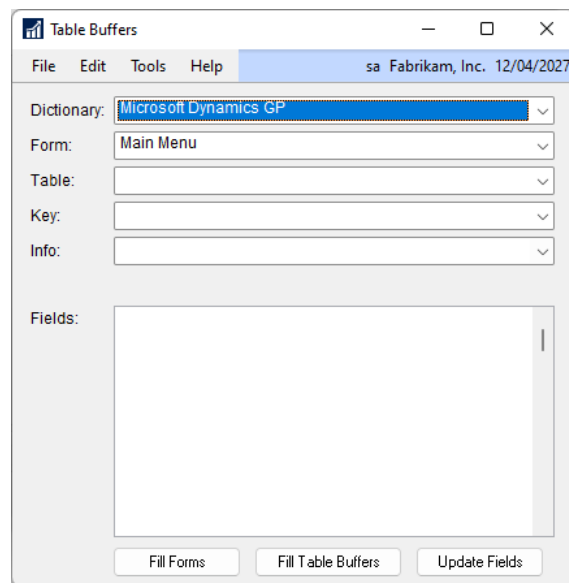 Table Buffers
File Edit Tools Help sa Fabrikam, Inc. 12/04/2027
Dictionary: Microsoft Dynamics GP
Form: Main Menu
Table:
Key:
Info:
Fields:
Fill Forms Fill Table Buffers Update Fields